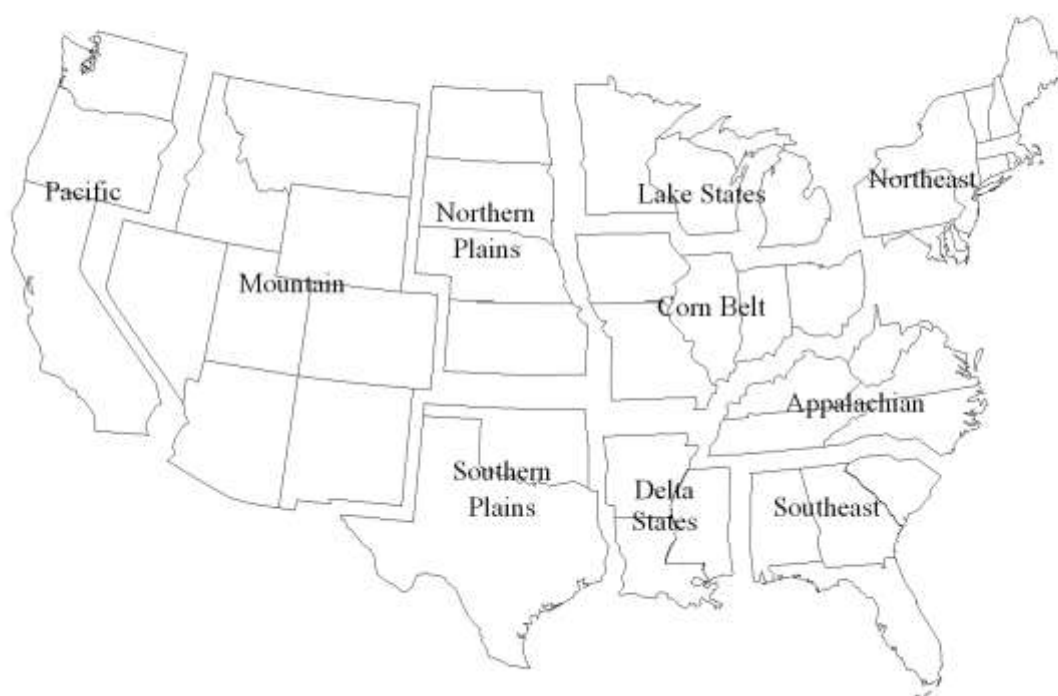 Pacific
Mountain
Northern
Plains
Lake States
Northeast
Corn Belt
Appalachian
Southern
Plains
Delta
States
Southeast